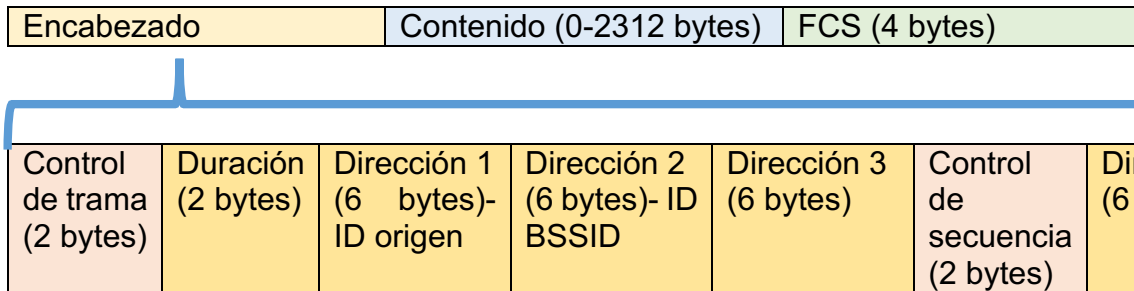 Encabezado Contenido (0-2312 bytes) FCS (4 bytes)
Control de trama (2 bytes)
Duración (2 bytes)
Dirección 1 (6 bytes)- ID origen
Dirección 2 (6 bytes)- ID BSSID
Dirección 3 (6 bytes)
Control de secuencia (2 bytes)
(6